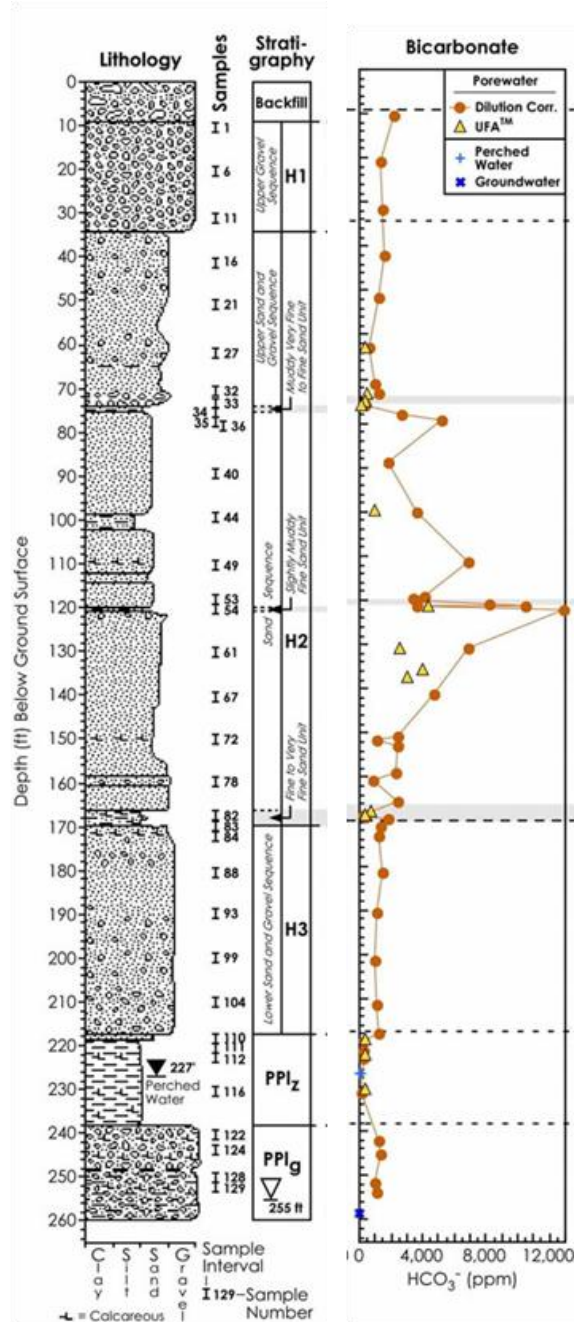 Lithology
Samples
Strati-
graphy
Bicarbonate
0
10
20
30
40
50
60
70
80
90
100
110
120
130
140
150
160
170
180
190
200
210
220
230
240
250
260
Depth (ft) Below Ground Surface
1
6
11
16
21
27
32
33
34
35
36
40
44
49
53
54
61
67
72
78
82
84
88
93
99
104
110
111
112
116
122
124
128
129
Backfill
Upper Gravel
Sequence
H1
Upper Sand and
Gravel Sequence
Muddy Very Fine
to Fine Sand Unit
Sand Sequence
Slightly Muddy
Fine Sand Unit
H2
Fine to Very
Fine Sand Unit
Lower Sand and Gravel Sequence
H3
227'
Perched
Water
PPlz
PPlg
255 ft
Clay
Silt
Sand
Gravel
Sample
Interval
129–Sample
Number
= Calcareous
Porewater
Dilution Corr.
UFA™
Perched
Water
Groundwater
0 4,000 8,000 12,000
HCO₃⁻ (ppm)